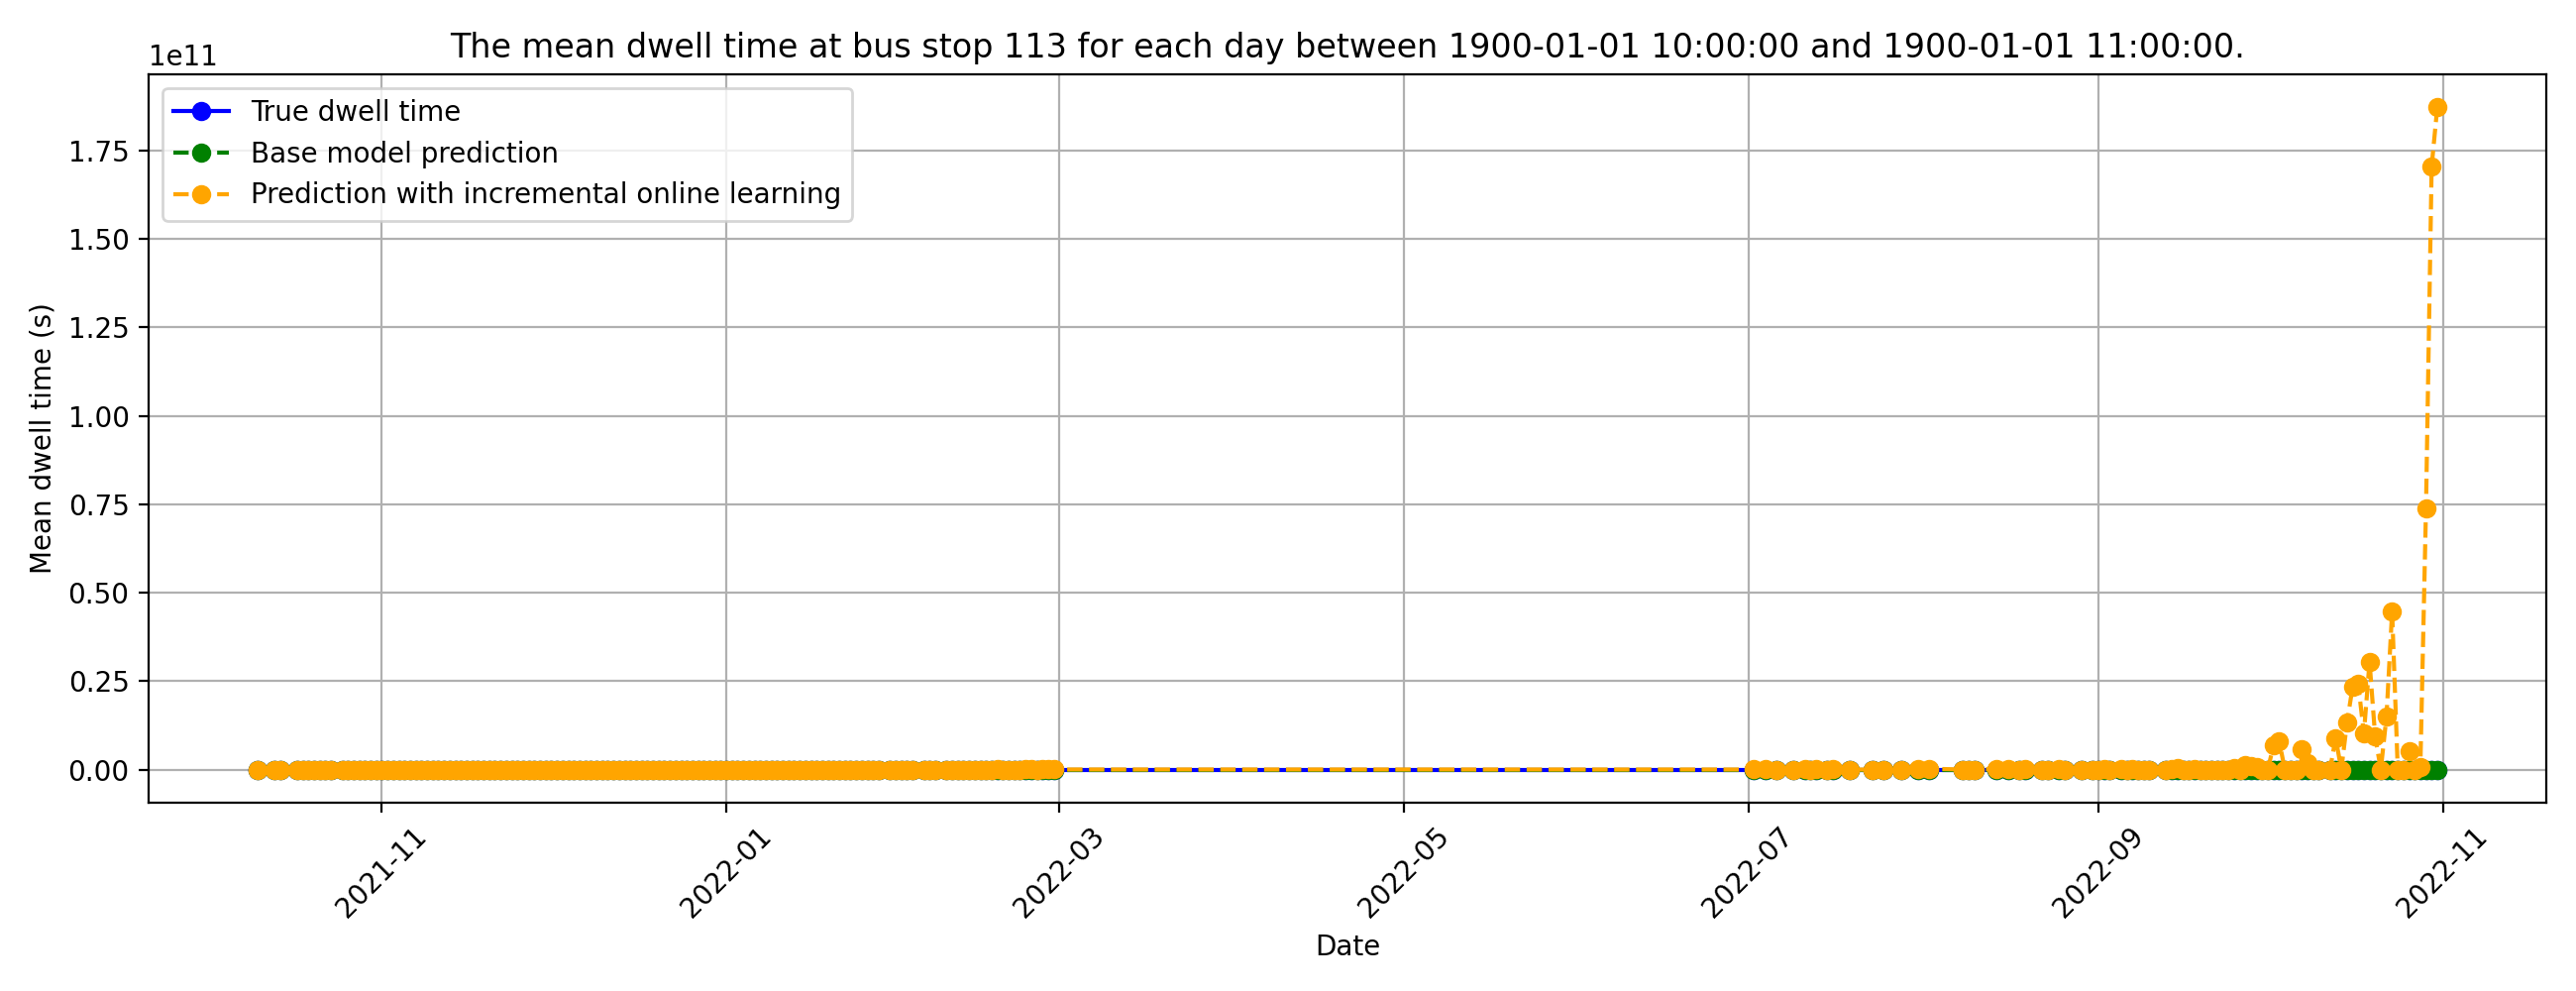 The mean dwell time at bus stop 113 for each day between 1900-01-01 10:00:00 and 1900-01-01 11:00:00.
1e11
True dwell time
Base model prediction
Prediction with incremental online learning
1.75
1.50
1.25
1.00
0.75
0.50
0.25
0.00
Mean dwell time (s)
2021-11
2022-01
2022-03
2022-05
2022-07
2022-09
2022-11
Date